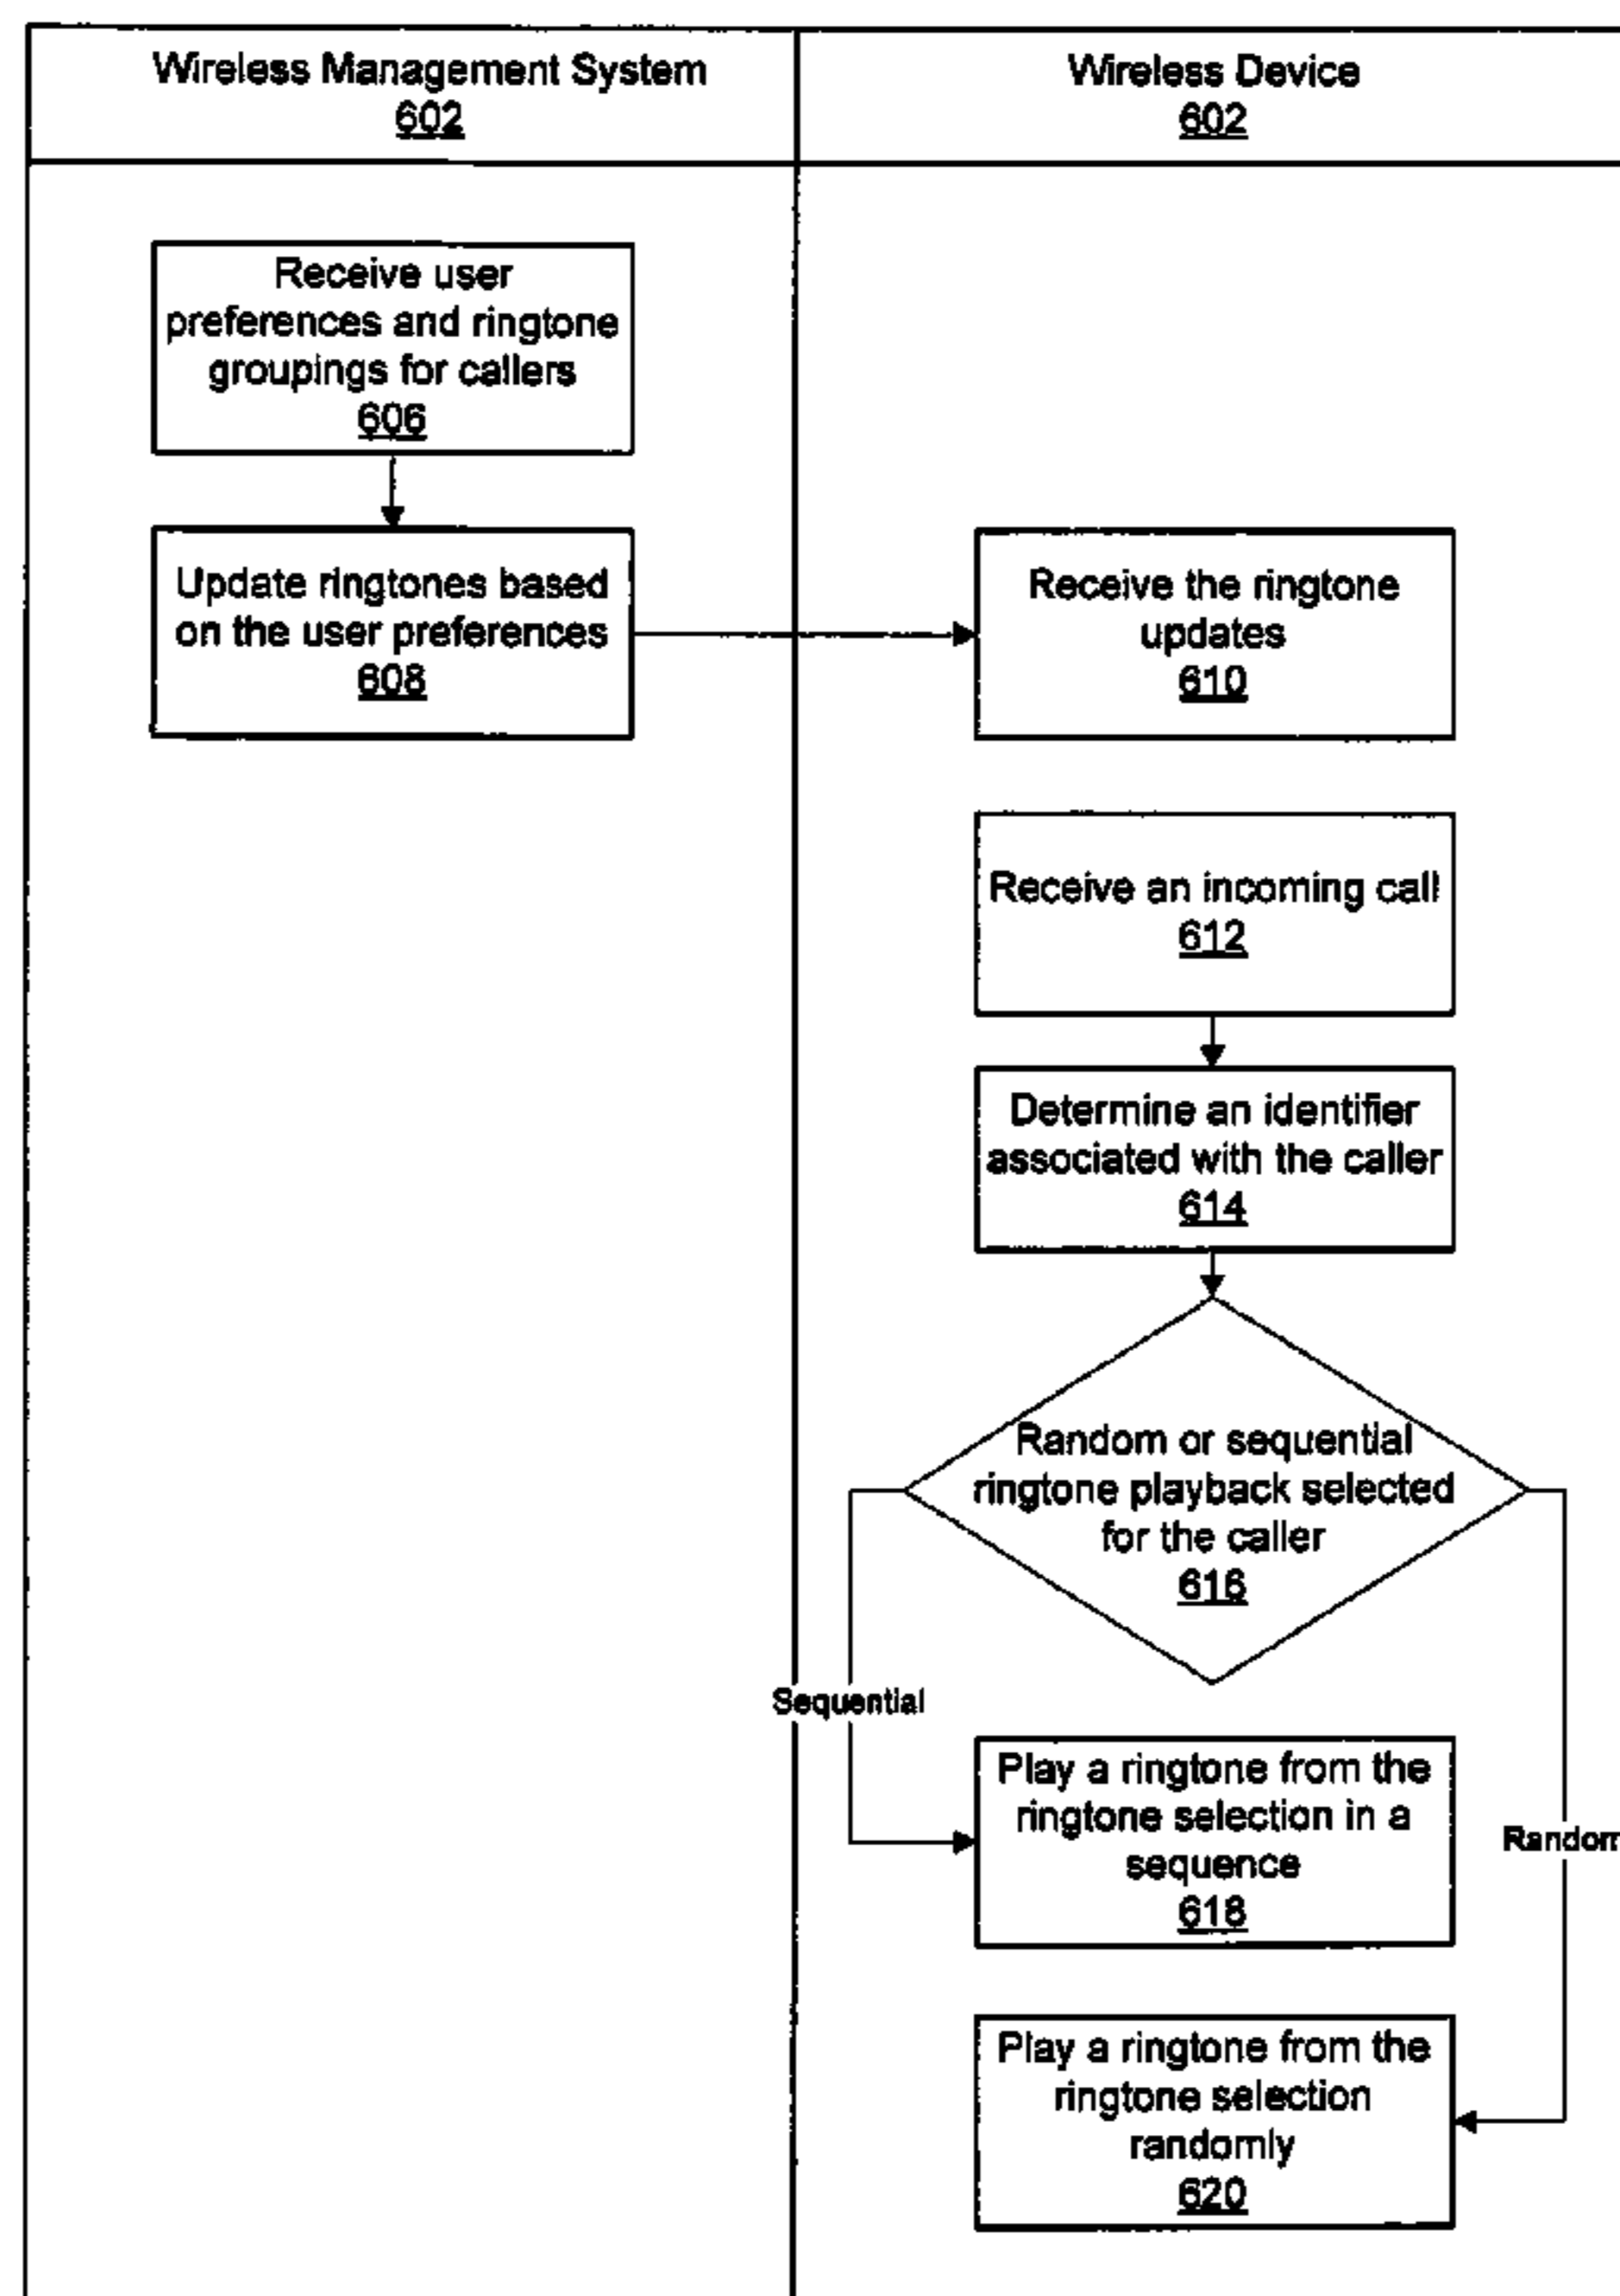 Wireless Management System
602
Wireless Device
602
Receive user
preferences and ringtone
groupings for callers
606
Update ringtones based
on the user preferences
608
Receive the ringtone
updates
610
Receive an incoming call
612
Determine an identifier
associated with the caller
614
Random or sequential
ringtone playback selected
for the caller
616
Sequential
Play a ringtone from the
ringtone selection in a
sequence
618
Random
Play a ringtone from the
ringtone selection
randomly
620